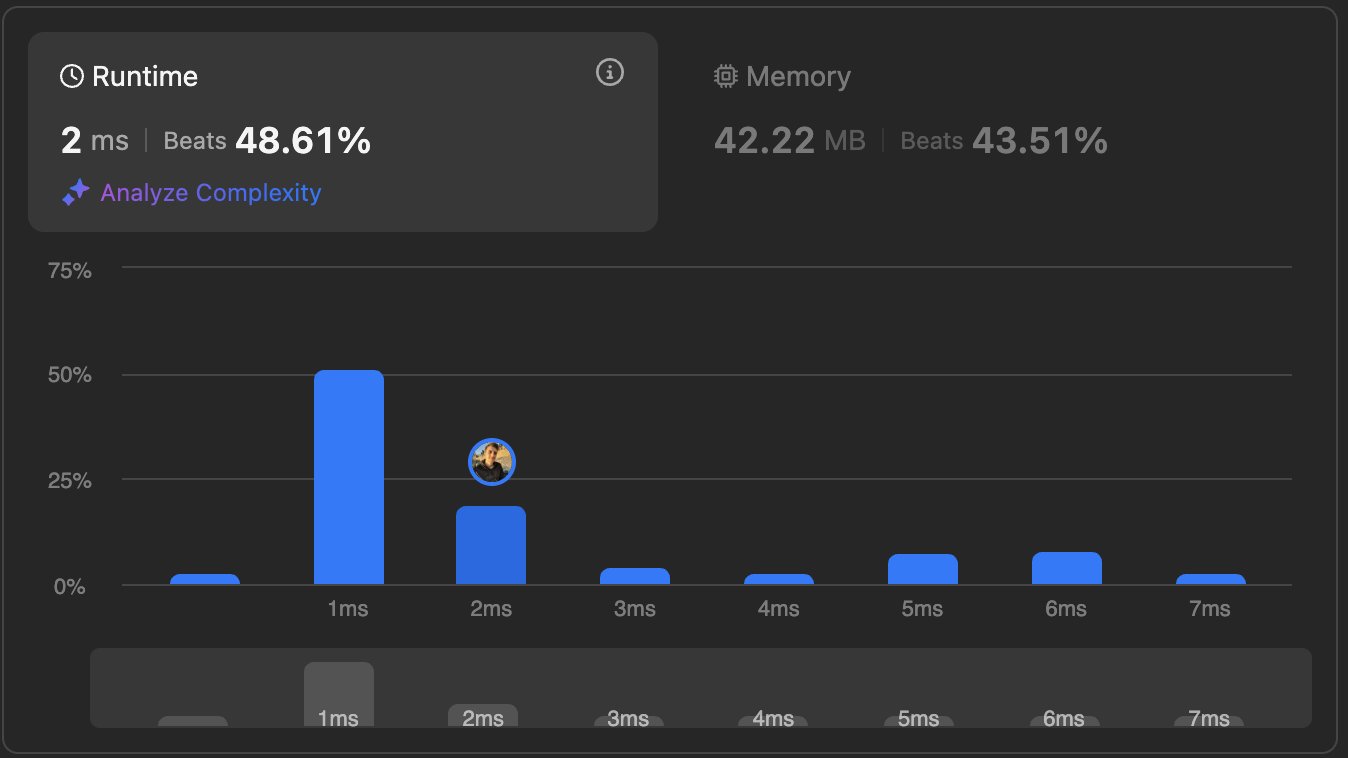 Runtime
2 ms | Beats 48.61%
Analyze Complexity
Memory
42.22 MB | Beats 43.51%
75%
50%
25%
0%
1ms 2ms 3ms 4ms 5ms 6ms 7ms
1ms 2ms 3ms 4ms 5ms 6ms 7ms